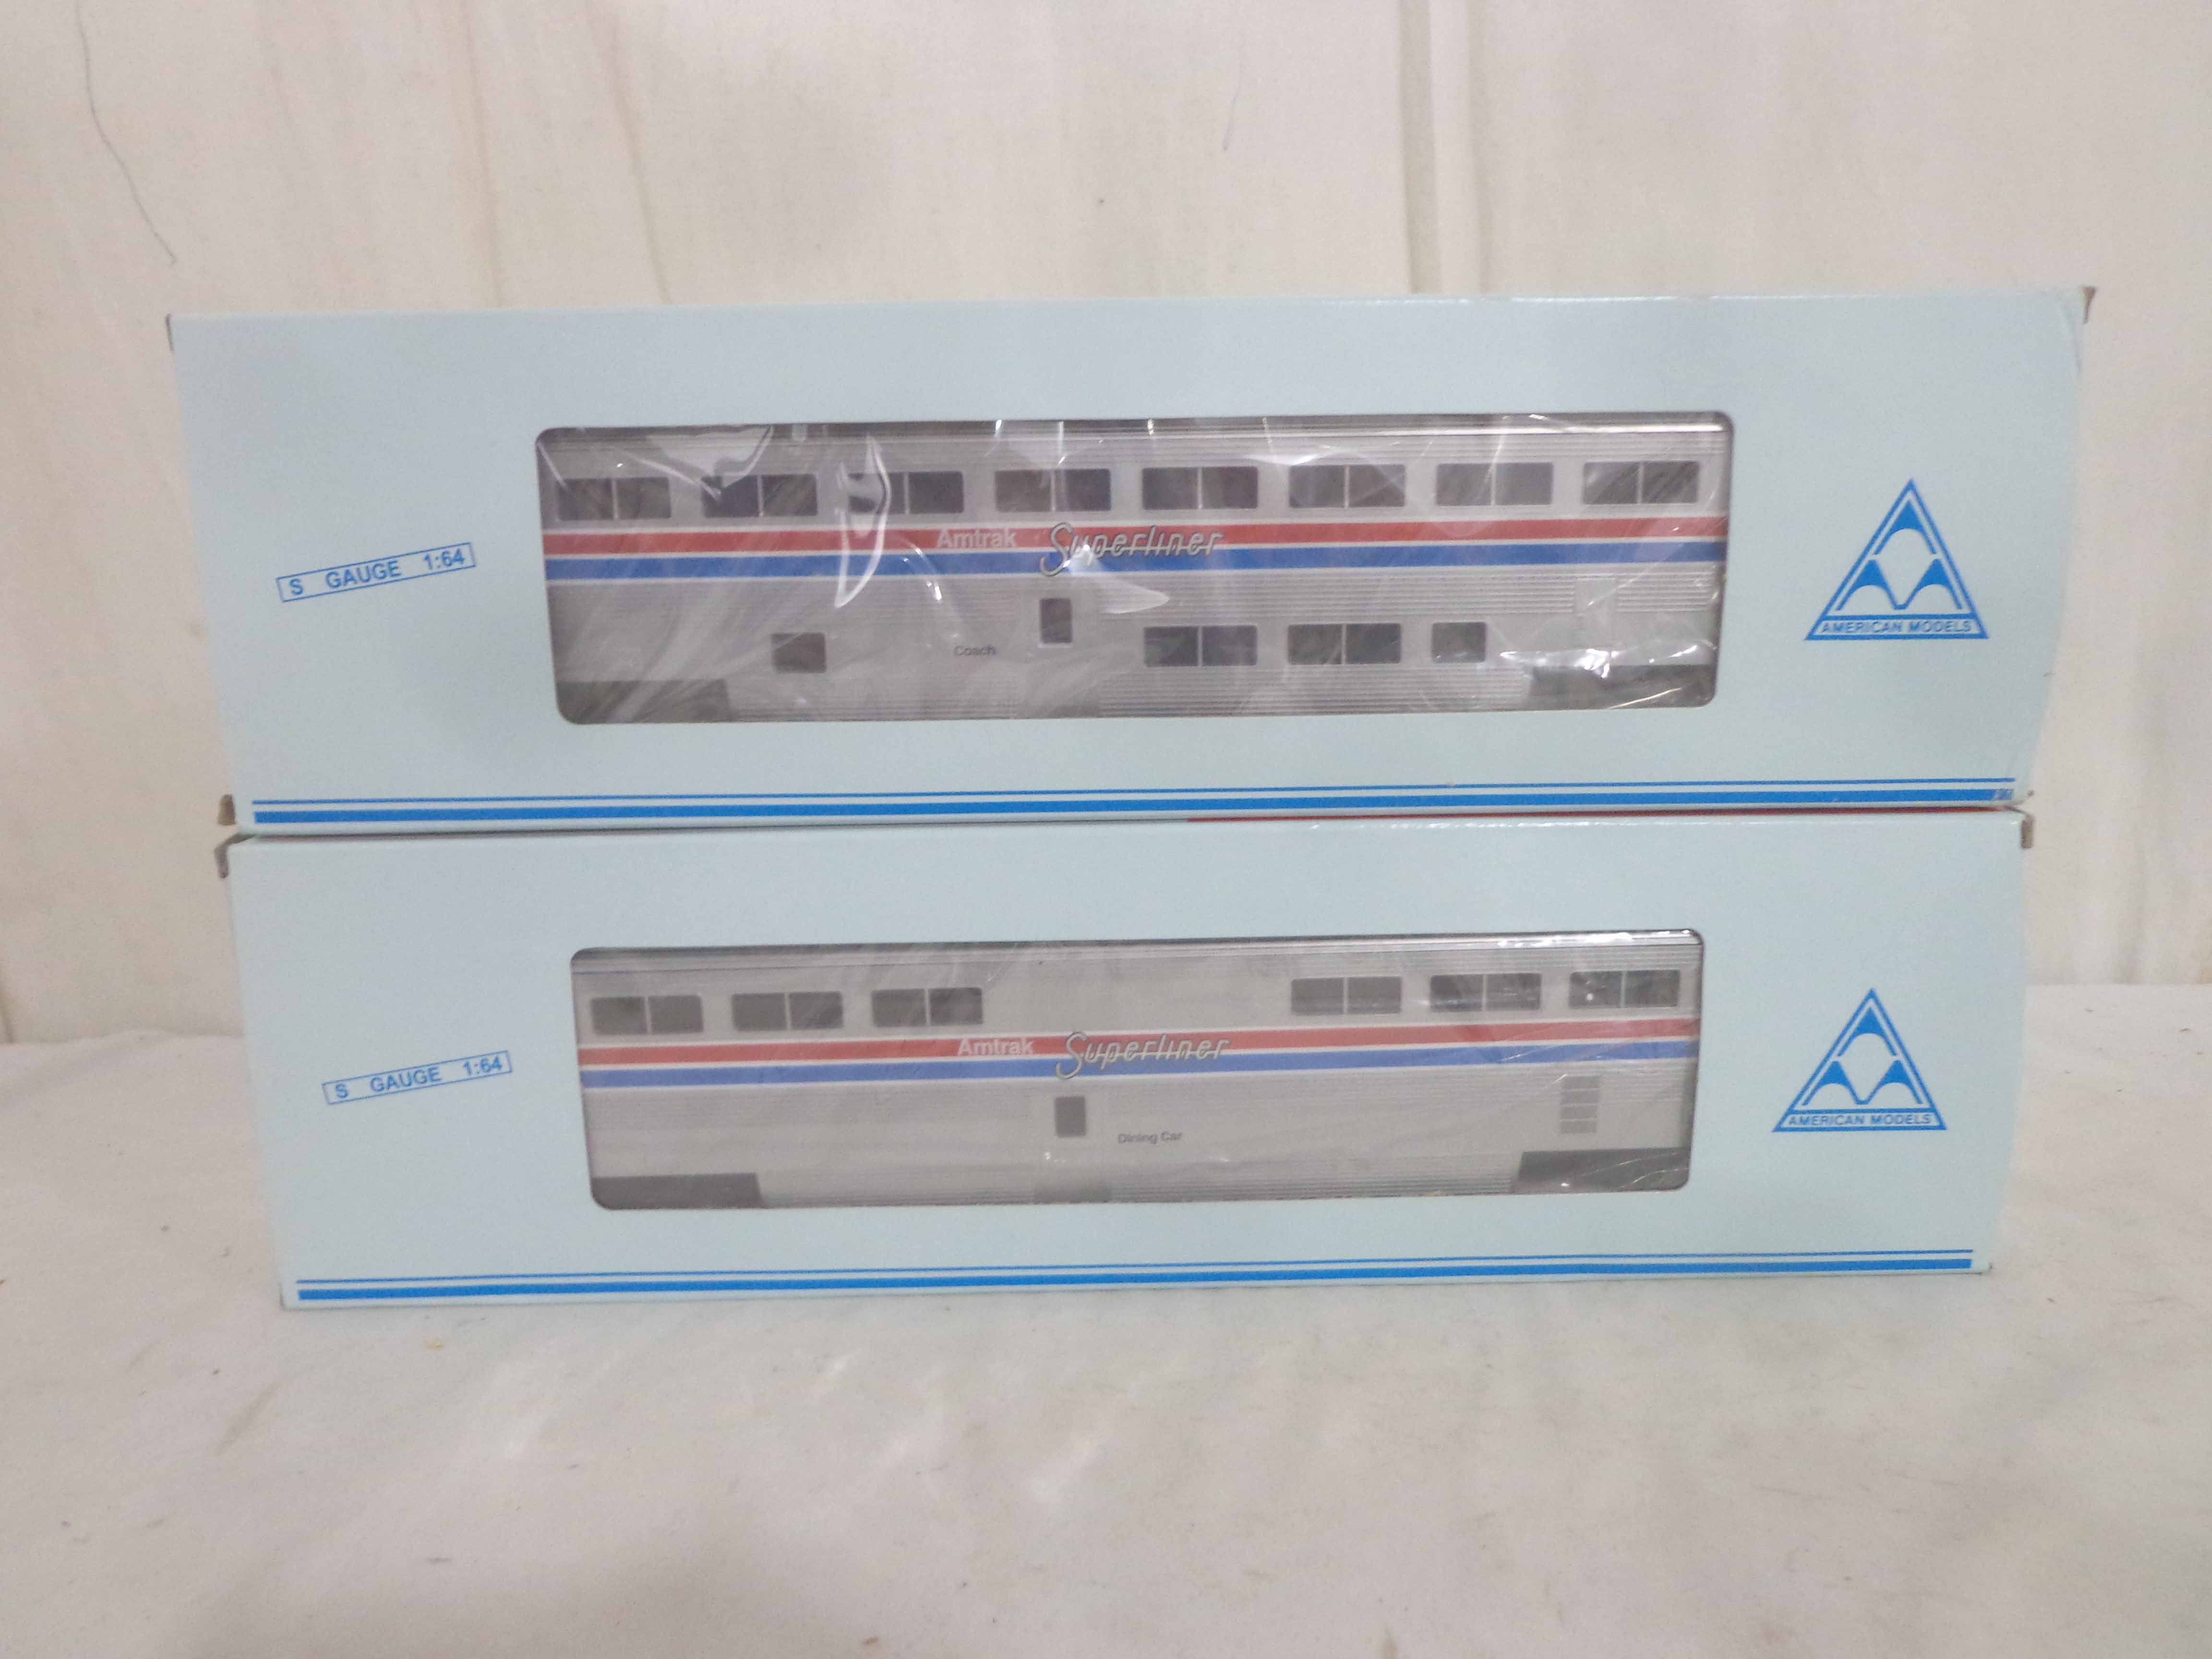 S GAUGE 1:64
Amtrak Superliner
Coach
AMERICAN MODELS
S GAUGE 1:64
Amtrak Superliner
Dining Car
AMERICAN MODELS